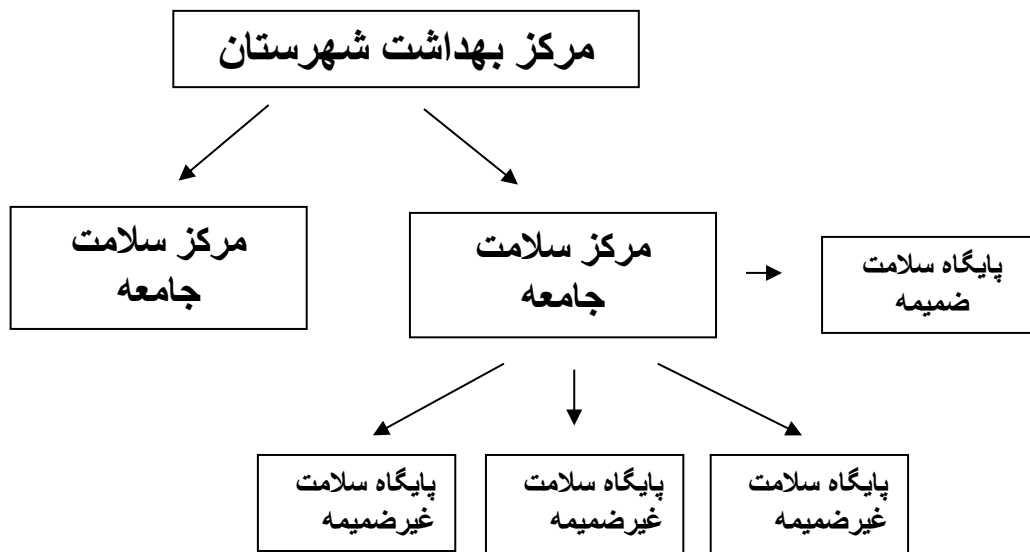 مرکز بهداشت شهرستان
مرکز سلامت
جامعه
مرکز سلامت
جامعه
پایگاه سلامت
ضمیمه
پایگاه سلامت
غیرضمیمه
پایگاه سلامت
غیرضمیمه
پایگاه سلامت
غیرضمیمه